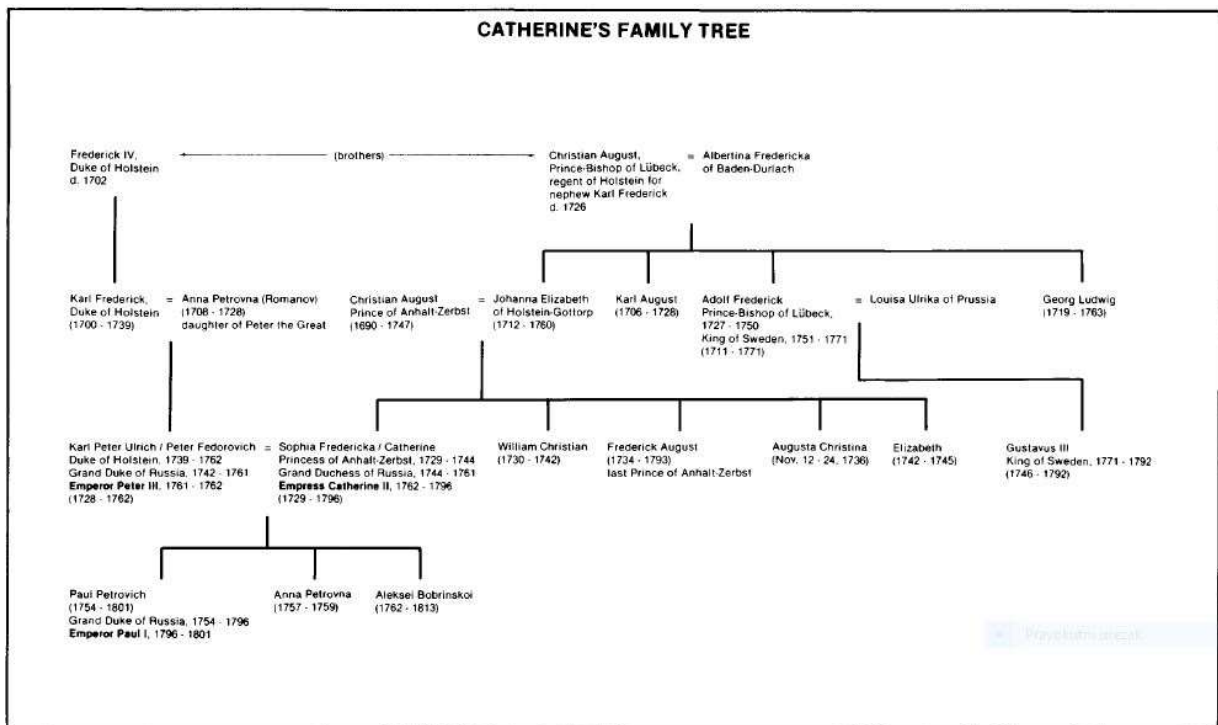 CATHERINE'S FAMILY TREE
Frederick IV,
Duke of Holstein
d. 1702
(brothers)
Christian August,
Prince-Bishop of Lübeck,
regent of Holstein for
nephew Karl Frederick
d. 1726
= Albertina Fredericka
of Baden-Durlach
Karl Frederick,
Duke of Holstein
(1700 - 1739)
= Anna Petrovna (Romanov)
(1708 - 1728)
daughter of Peter the Great
Christian August
Prince of Anhalt-Zerbst
(1690 - 1747)
= Johanna Elizabeth
of Holstein-Gottorp
(1712 - 1760)
Karl August
(1706 - 1728)
Adolf Frederick
Prince-Bishop of Lübeck,
1727 - 1750
King of Sweden, 1751 - 1771
(1711 - 1771)
= Louisa Ulrika of Prussia
Georg Ludwig
(1719 - 1763)
Karl Peter Ulrich / Peter Fedorovich
Duke of Holstein, 1739 - 1762
Grand Duke of Russia, 1742 - 1761
Emperor Peter III, 1761 - 1762
(1728 - 1762)
= Sophia Fredericka / Catherine
Princess of Anhalt-Zerbst, 1729 - 1744
Grand Duchess of Russia, 1744 - 1761
Empress Catherine II, 1762 - 1796
(1729 - 1796)
William Christian
(1730 - 1742)
Frederick August
(1734 - 1793)
last Prince of Anhalt-Zerbst
Augusta Christina
(Nov. 12 - 24, 1736)
Elizabeth
(1742 - 1745)
Gustavus III
King of Sweden, 1771 - 1792
(1746 - 1792)
Paul Petrovich
(1754 - 1801)
Grand Duke of Russia, 1754 - 1796
Emperor Paul I, 1796 - 1801
Anna Petrovna
(1757 - 1759)
Aleksei Bobrinskoi
(1762 - 1813)